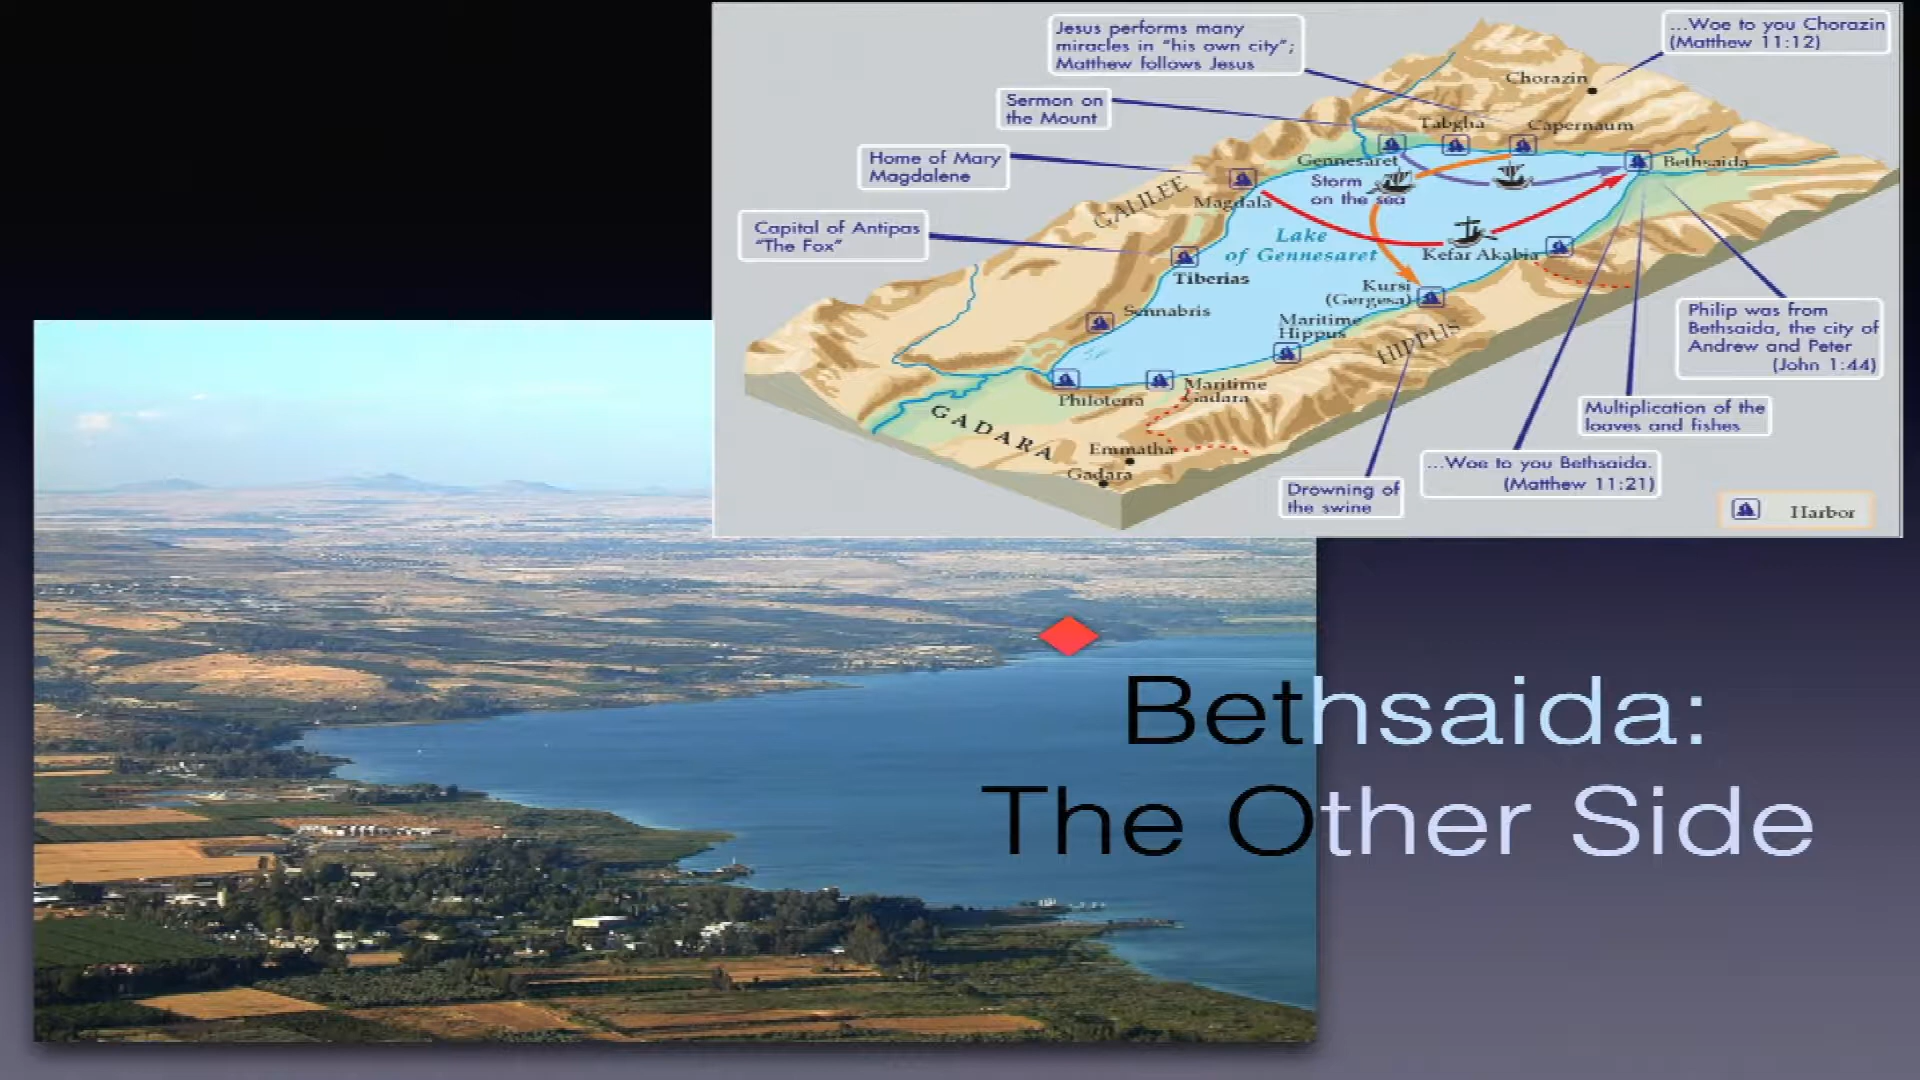 Jesus performs many
miracles in "his own city";
Matthew follows Jesus
...Woe to you Chorazin
(Matthew 11:12)
Chorazin
Sermon on
the Mount
Tabgha
Capernaum
Home of Mary
Magdalene
Gennesaret
Bethsaida
GALILEE
Magdala
Storm
on the sea
Capital of Antipas
"The Fox"
Lake
of Gennesaret
Kefar Akabia
Tiberias
Kursi
(Gergesa)
Sennabris
Maritime
Hippus
HIPPUS
Philip was from
Bethsaida, the city of
Andrew and Peter
(John 1:44)
Philoteria
Maritime
Gadara
GADARA
Multiplication of the
loaves and fishes
Emmatha
Gadara
...Woe to you Bethsaida.
(Matthew 11:21)
Drowning of
the swine
Harbor
Bethsaida:
The Other Side